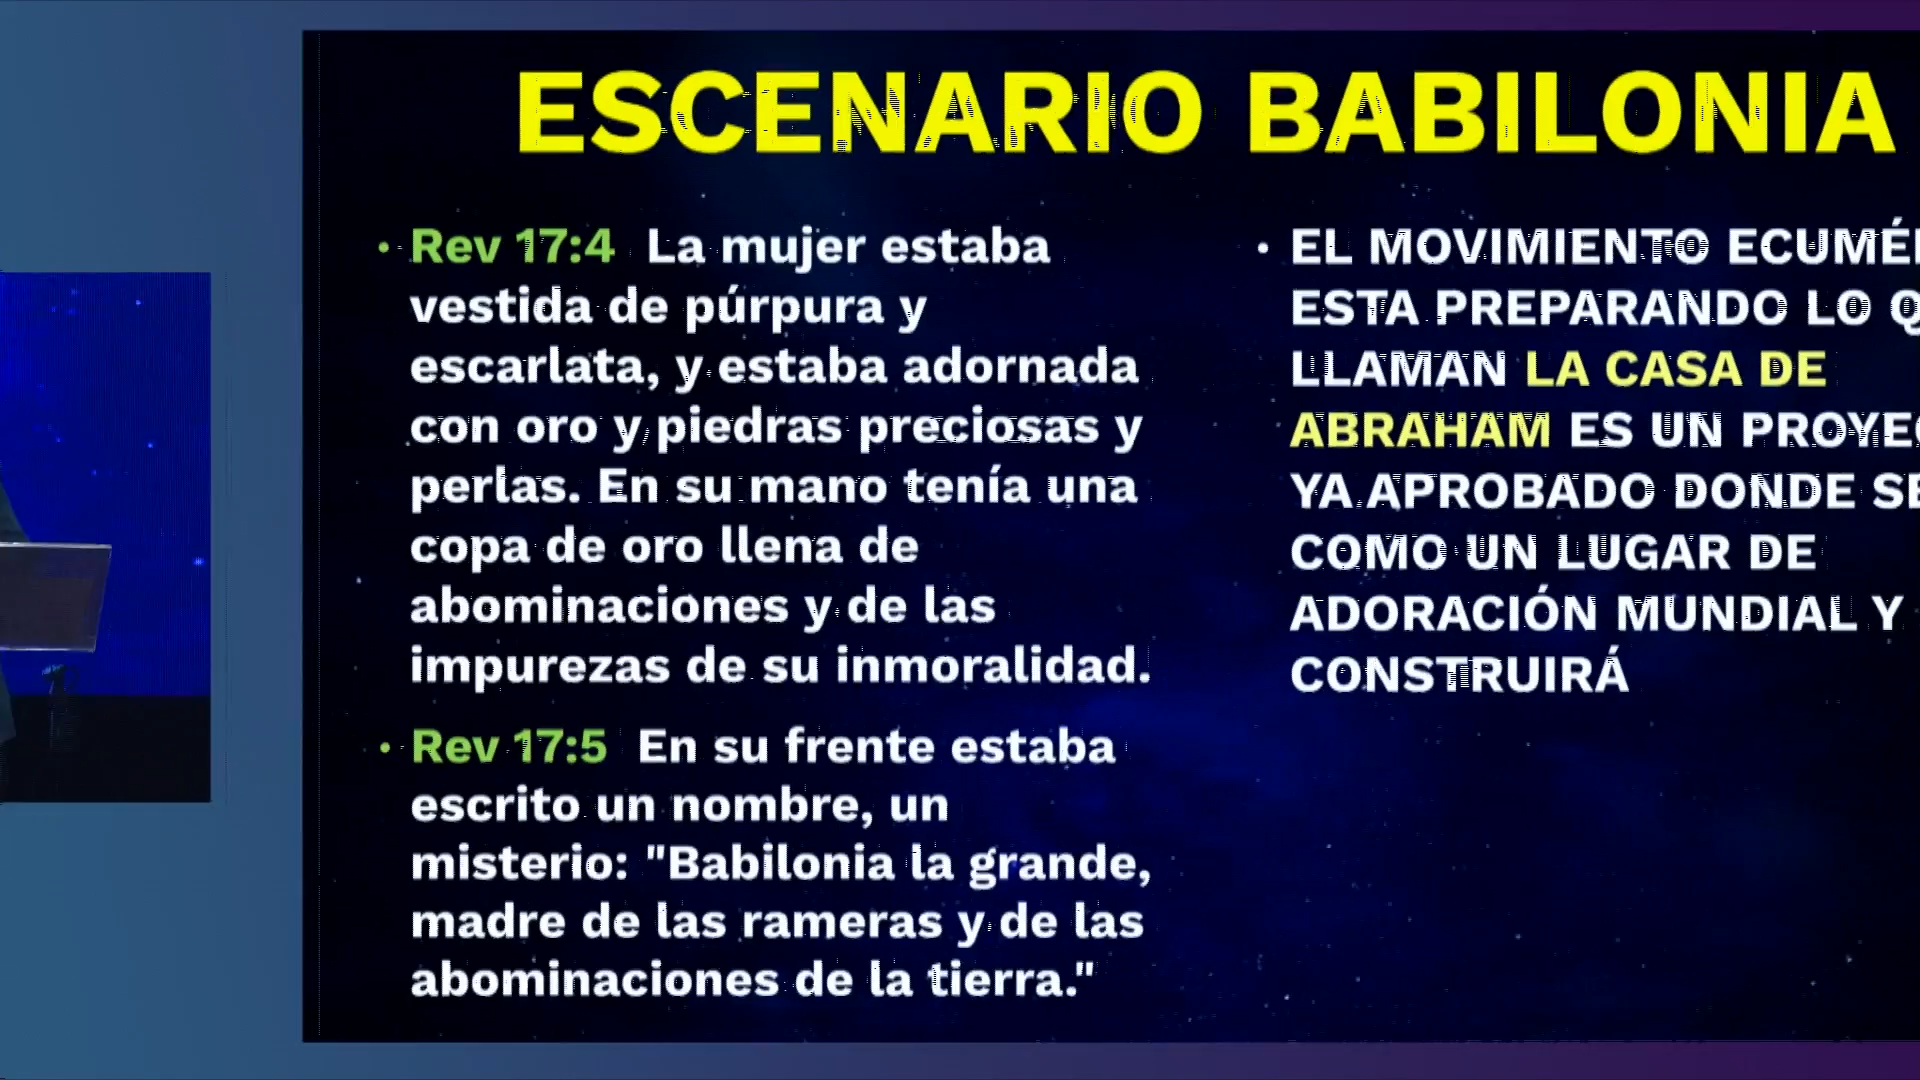 ESCENARIO BABILONIA
• Rev 17:4 La mujer estaba
vestida de púrpura y
escarlata, y estaba adornada
con oro y piedras preciosas y
perlas. En su mano tenía una
copa de oro llena de
abominaciones y de las
impurezas de su inmoralidad.
• Rev 17:5 En su frente estaba
escrito un nombre, un
misterio: "Babilonia la grande,
madre de las rameras y de las
abominaciones de la tierra."
• EL MOVIMIENTO
ESTA PREPARANDO LO
LLAMAN LA CASA DE
ABRAHAM ES UN
YA APROBADO DONDE
COMO UN LUGAR DE
ADORACIÓN MUNDIAL Y
CONSTRUIRÁ